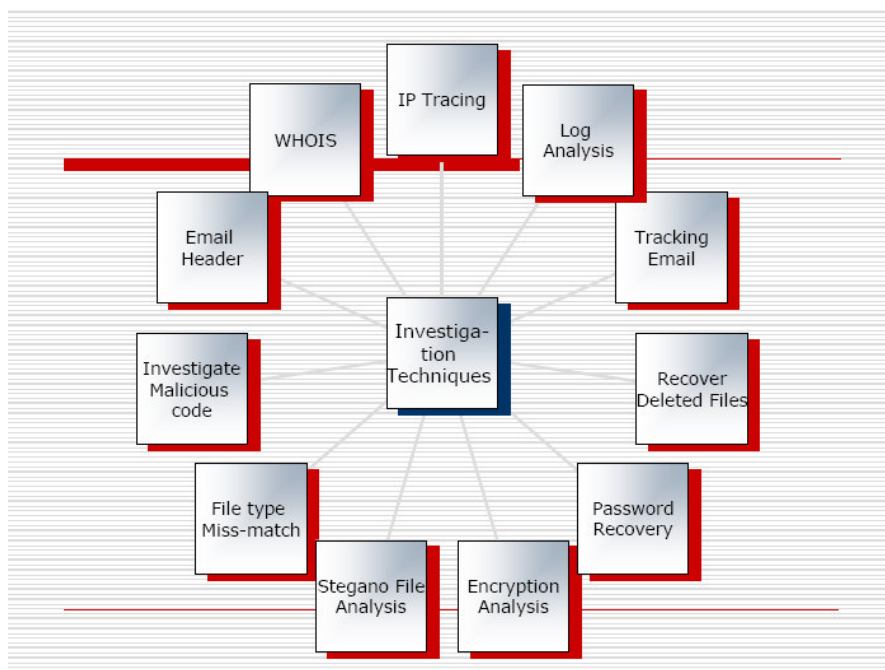 IP Tracing
WHOIS
Log
Analysis
Email
Header
Tracking
Email
Investiga-
tion
Techniques
Investigate
Malicious
code
Recover
Deleted Files
File type
Miss-match
Password
Recovery
Stegano File
Analysis
Encryption
Analysis